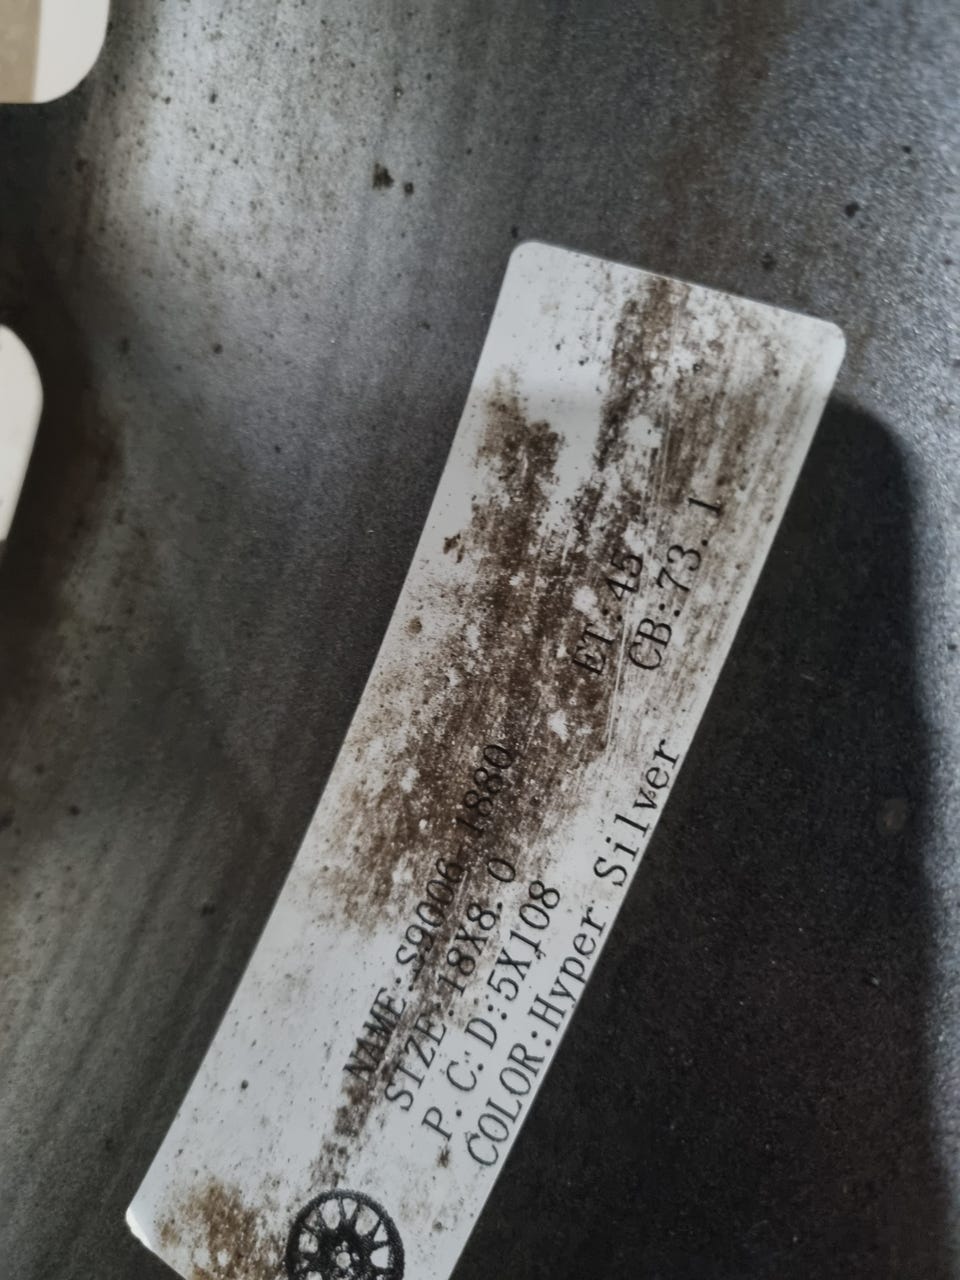 NAME:S9006 1880
SIZE:18X8.0 ET:45
P.C.D:5X108 CB:73.1
COLOR:Hyper Silver